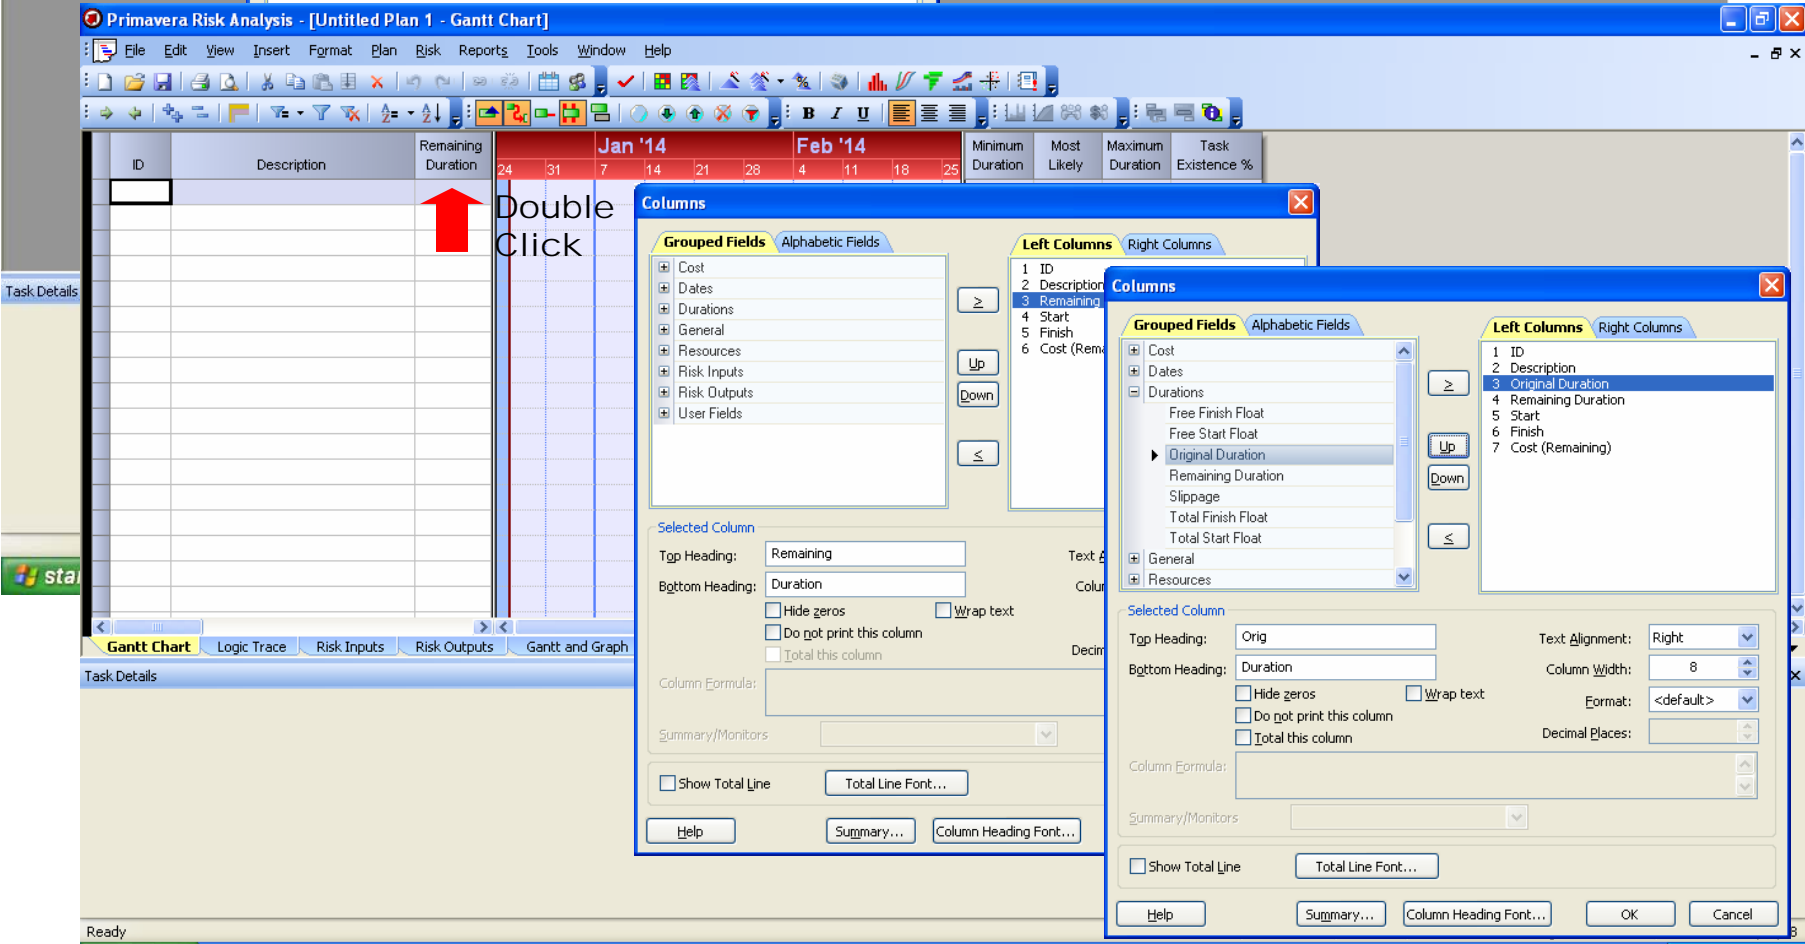 Primavera Risk Analysis - [Untitled Plan 1 - Gantt Chart]
File Edit View Insert Format Plan Risk Reports Tools Window Help
B I U
ID Description Remaining Duration
Jan '14 Feb '14
24 31 7 14 21 28 4 11 18 25
Minimum Duration Most Likely Maximum Duration Task Existence %
Double
Click
Task Details
start
Columns
Grouped Fields Alphabetic Fields
Cost
Dates
Durations
General
Resources
Risk Inputs
Risk Outputs
User Fields
≥
Up
Down
≤
Left Columns Right Columns
1 ID
2 Description
3 Remaining
4 Start
5 Finish
6 Cost (Rema
Selected Column
Top Heading: Remaining
Text A
Bottom Heading: Duration
Colum
Hide zeros Wrap text
Do not print this column
Total this column
Decim
Column Formula:
Summary/Monitors
Show Total Line Total Line Font...
Help Summary... Column Heading Font...
Columns
Grouped Fields Alphabetic Fields
Cost
Dates
Durations
Free Finish Float
Free Start Float
Original Duration
Remaining Duration
Slippage
Total Finish Float
Total Start Float
General
Resources
≥
Up
Down
≤
Left Columns Right Columns
1 ID
2 Description
3 Original Duration
4 Remaining Duration
5 Start
6 Finish
7 Cost (Remaining)
Selected Column
Top Heading: Orig
Text Alignment: Right
Bottom Heading: Duration
Column Width: 8
Hide zeros Wrap text
Format: <default>
Do not print this column
Total this column
Decimal Places:
Column Formula:
Summary/Monitors
Show Total Line Total Line Font...
Help Summary... Column Heading Font... OK Cancel
Gantt Chart Logic Trace Risk Inputs Risk Outputs Gantt and Graph
Task Details
Ready